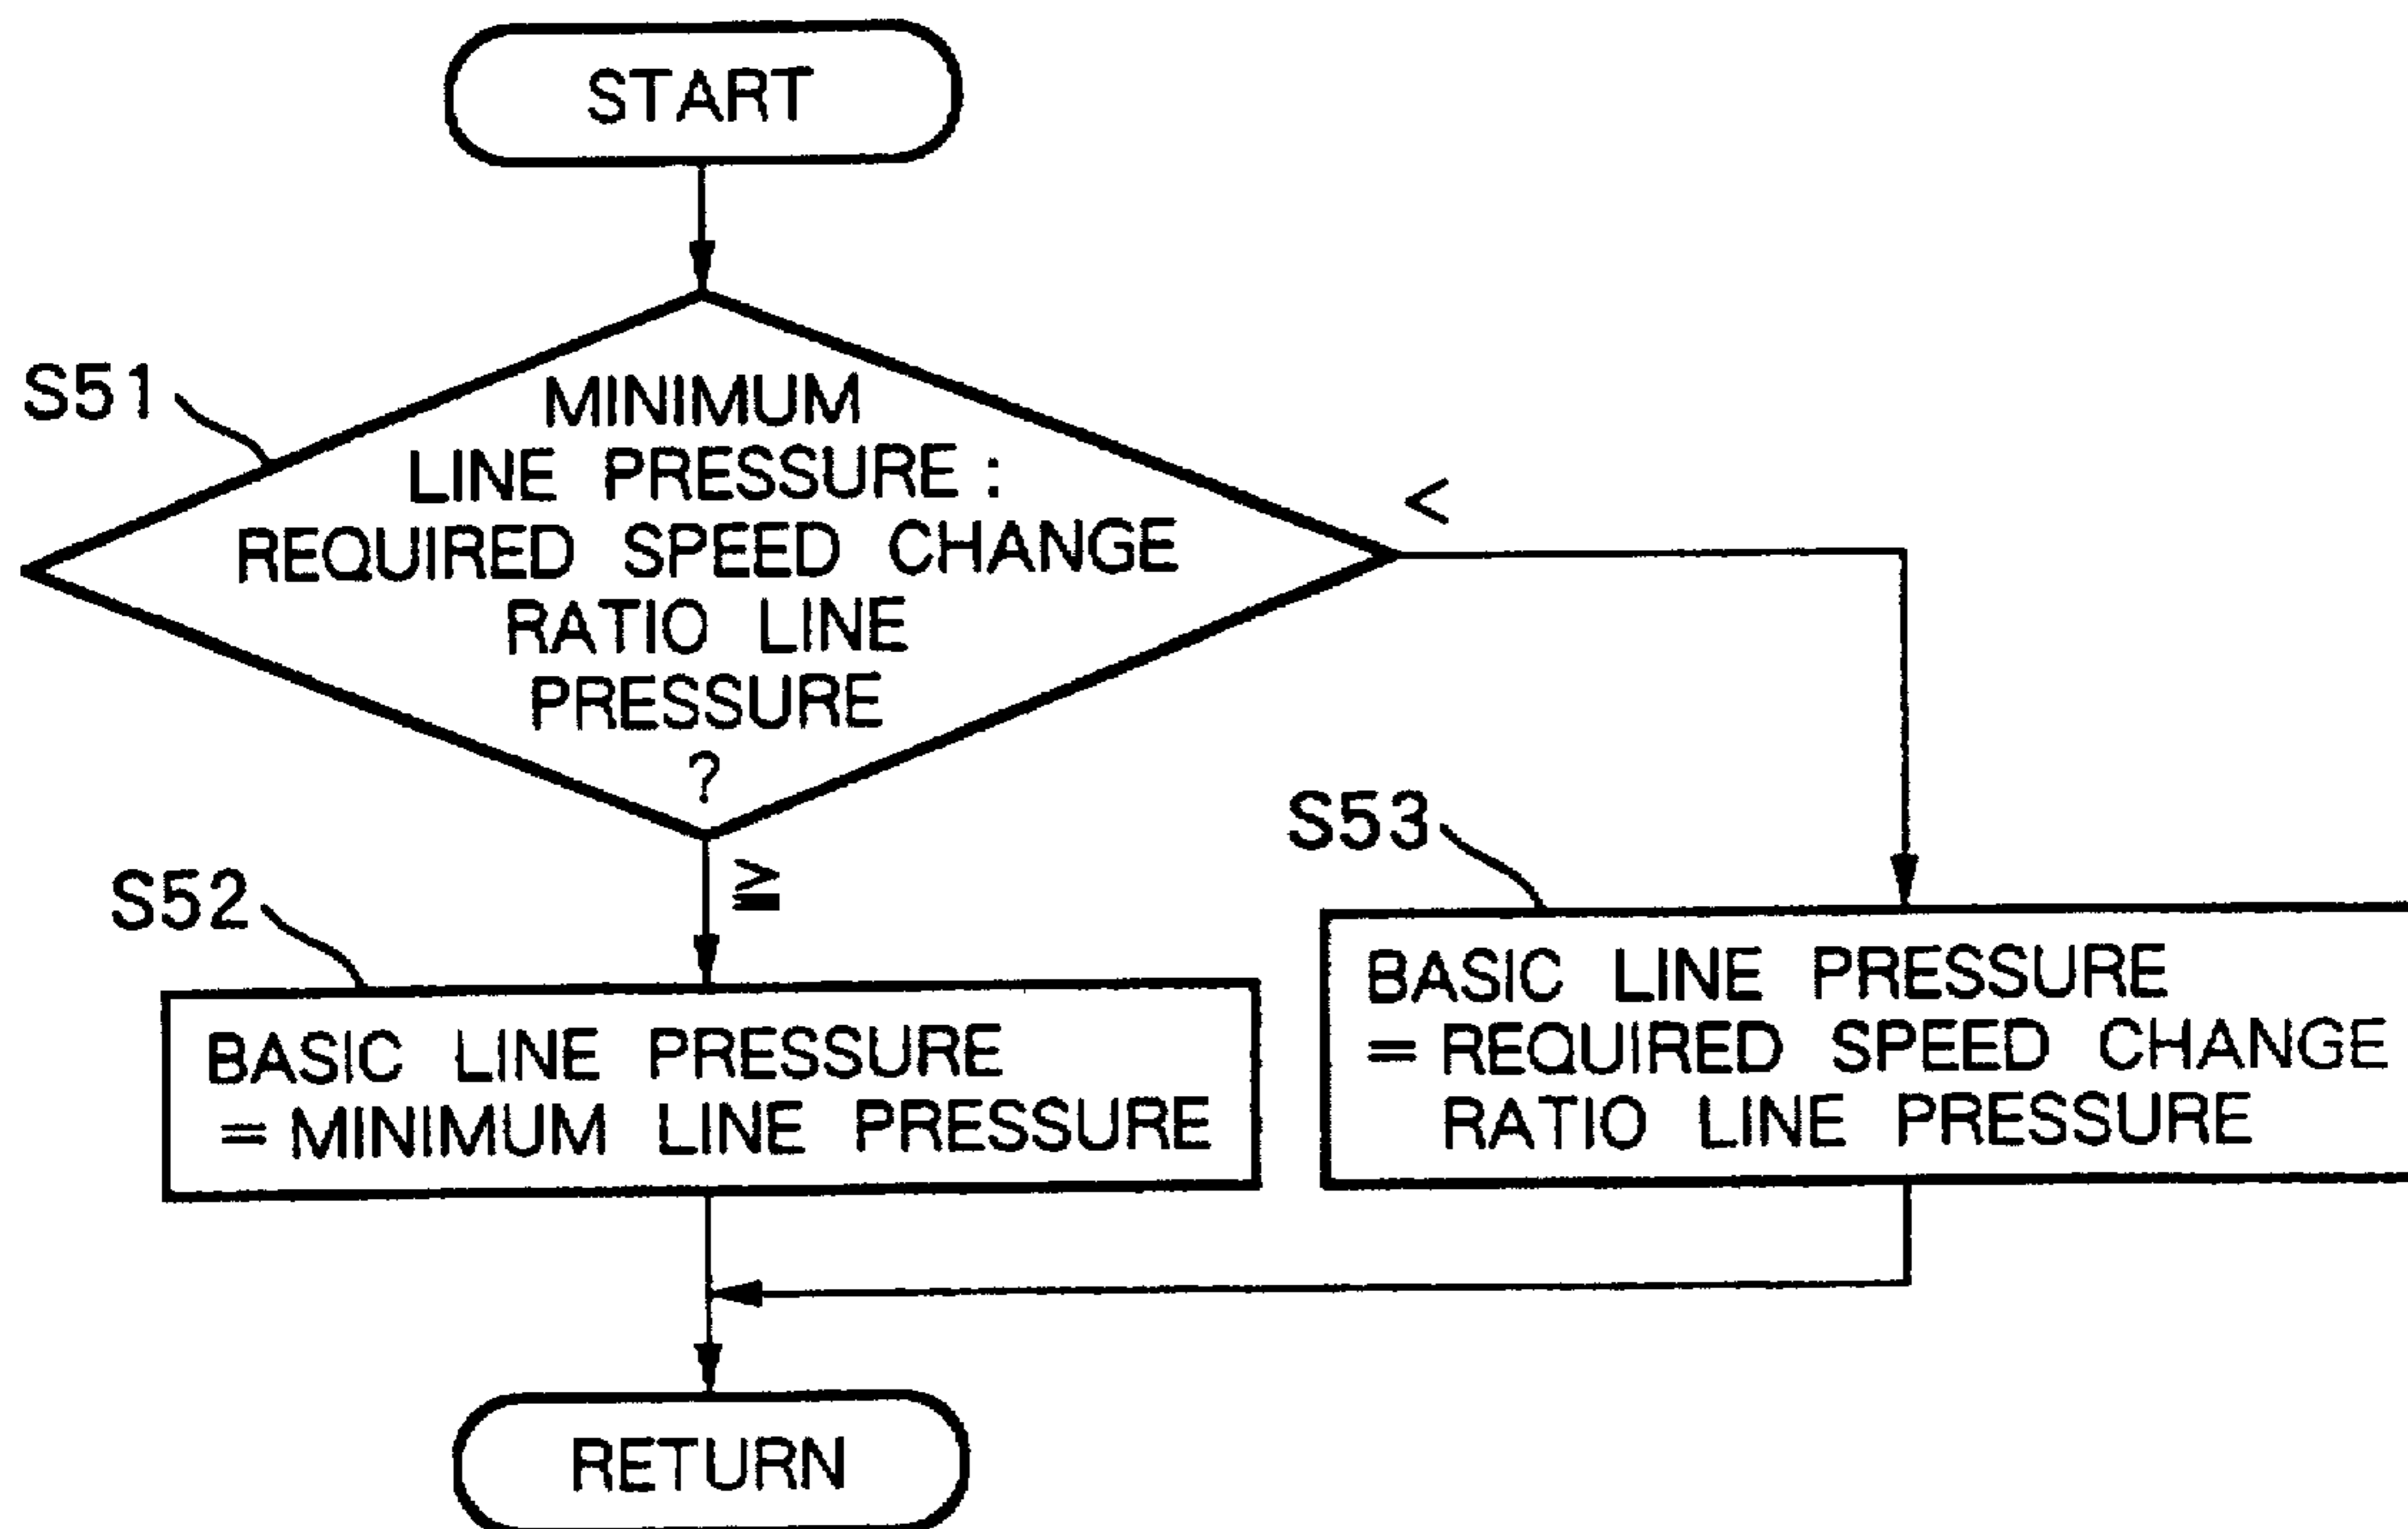 START
S51
MINIMUM
LINE PRESSURE :
REQUIRED SPEED CHANGE
RATIO LINE
PRESSURE
?
<
≧
S52
BASIC LINE PRESSURE
= MINIMUM LINE PRESSURE
S53
BASIC LINE PRESSURE
= REQUIRED SPEED CHANGE
RATIO LINE PRESSURE
RETURN